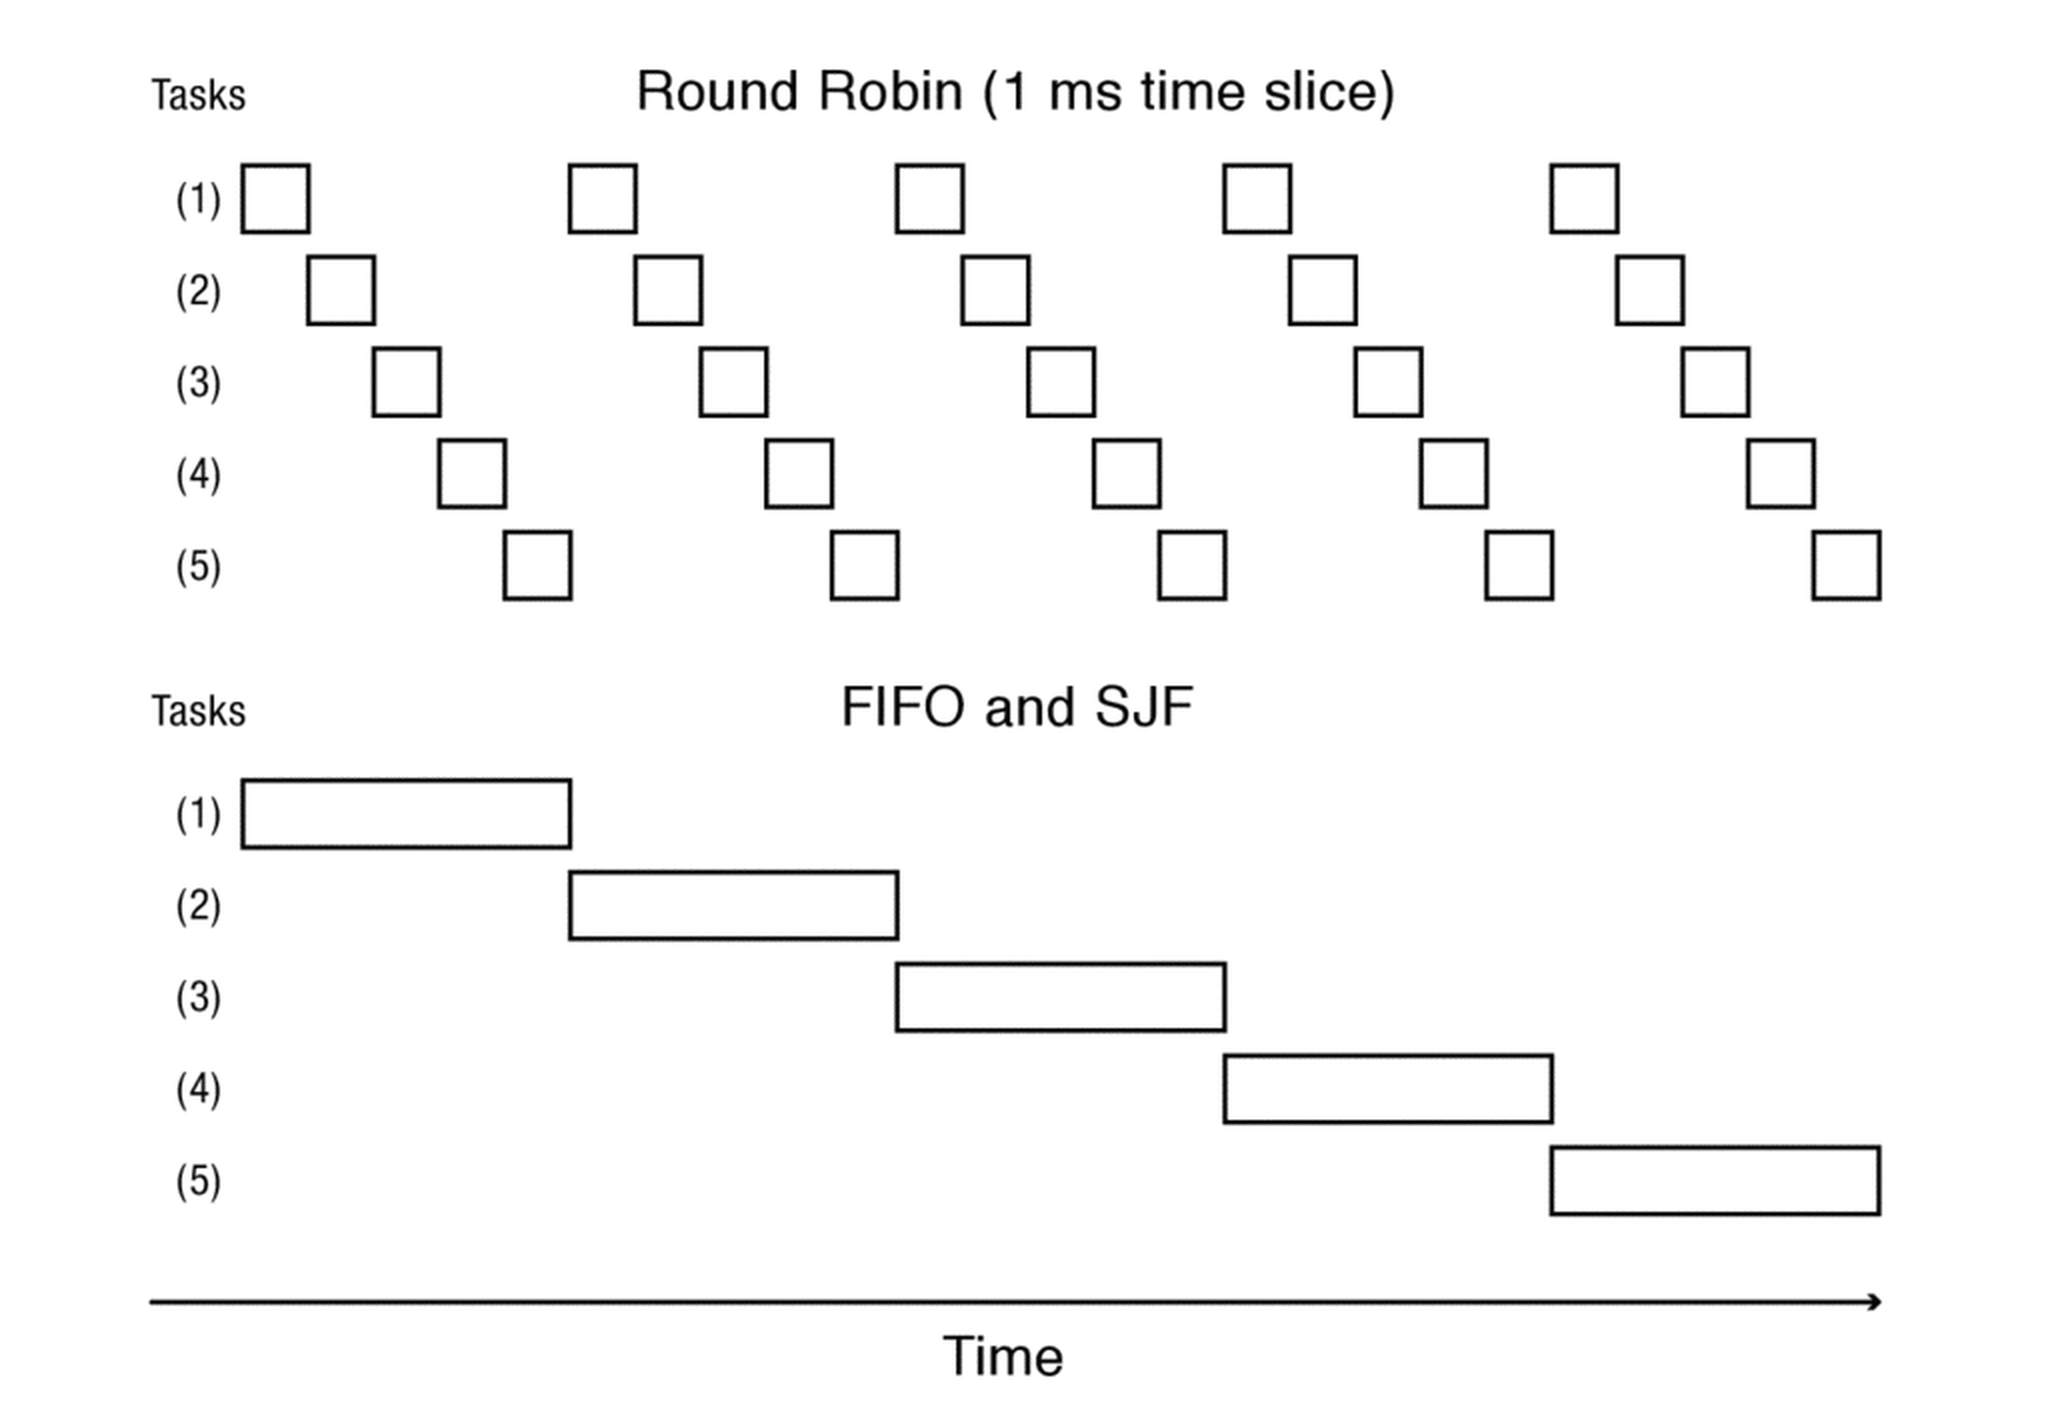 Tasks
Round Robin (1 ms time slice)
(1)
(2)
(3)
(4)
(5)
Tasks
FIFO and SJF
(1)
(2)
(3)
(4)
(5)
Time